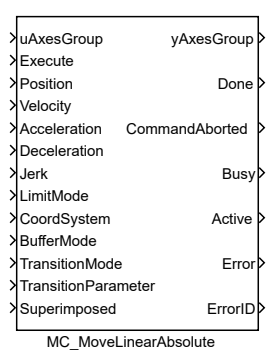 uAxesGroup yAxesGroup
Execute
Position Done
Velocity
Acceleration CommandAborted
Deceleration
Jerk Busy
LimitMode
CoordSystem Active
BufferMode
TransitionMode Error
TransitionParameter
Superimposed ErrorID
MC_MoveLinearAbsolute